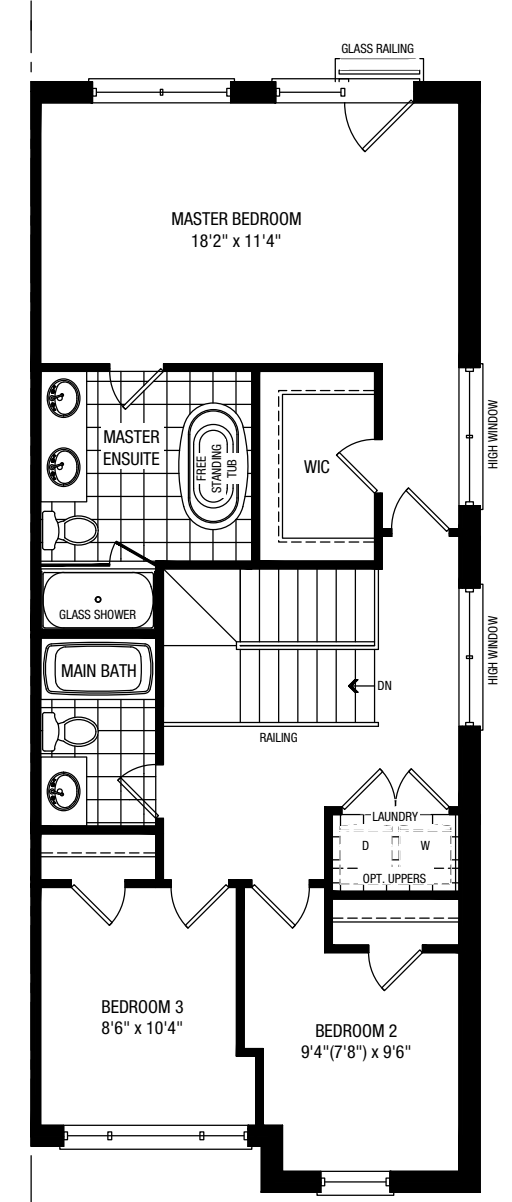 GLASS RAILING
MASTER BEDROOM
18'2" x 11'4"
HIGH WINDOW
MASTER
ENSUITE
FREE
STANDING
TUB
WIC
GLASS SHOWER
HIGH WINDOW
MAIN BATH
DN
RAILING
LAUNDRY
D
W
OPT. UPPERS
BEDROOM 3
8'6" x 10'4"
BEDROOM 2
9'4"(7'8") x 9'6"